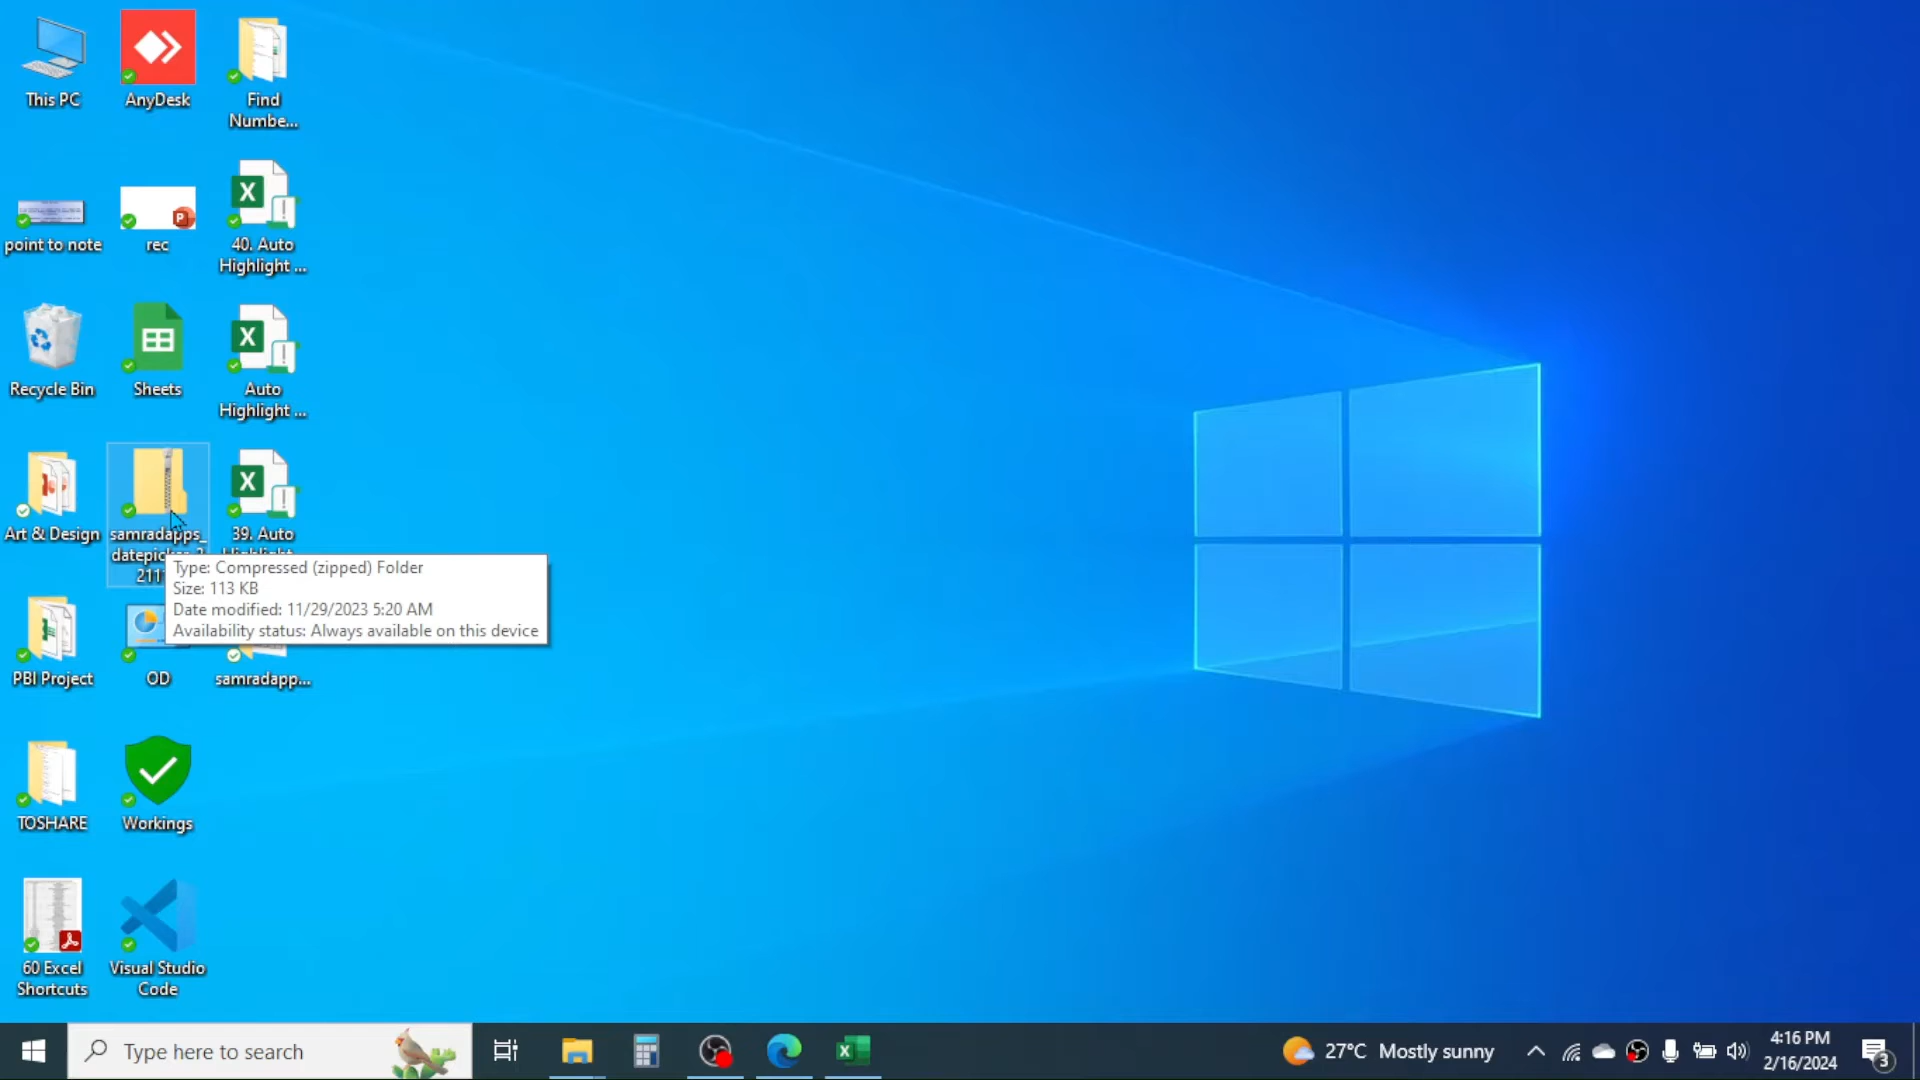 This PC
AnyDesk
Find
Numbe...
point to note
rec
40. Auto
Highlight ...
Recycle Bin
Sheets
Auto
Highlight ...
Art & Design
samradapps_
211
39. Auto
Type: Compressed (zipped) Folder
Size: 113 KB
Date modified: 11/29/2023 5:20 AM
Availability status: Always available on this device
PBI Project
OD
samradapp...
TOSHARE
Workings
60 Excel
Shortcuts
Visual Studio
Code
Type here to search
27°C Mostly sunny
4:16 PM
2/16/2024
3